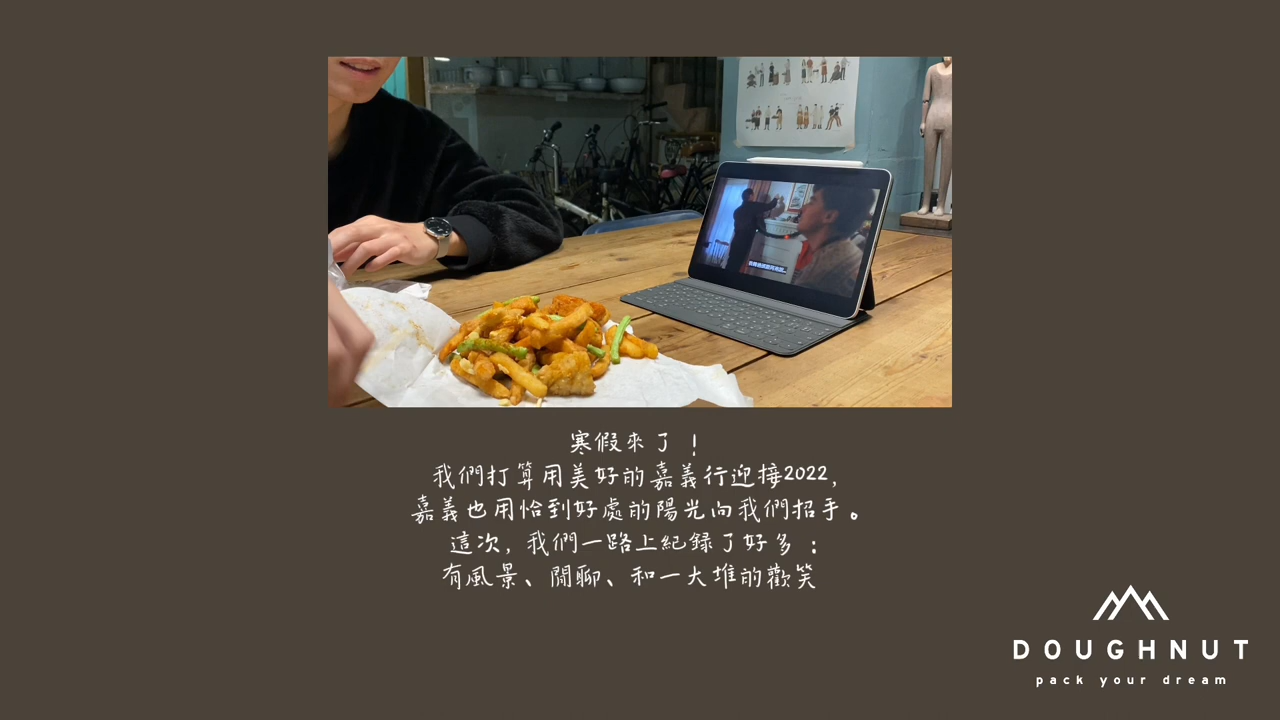 寒假來了！
我們打算用美好的嘉義行迎接2022，
嘉義也用恰到好處的陽光向我們招手。
這次，我們一路上紀錄了好多：
有風景、閒聊、和一大堆的歡笑
DOUGHNUT
pack your dream